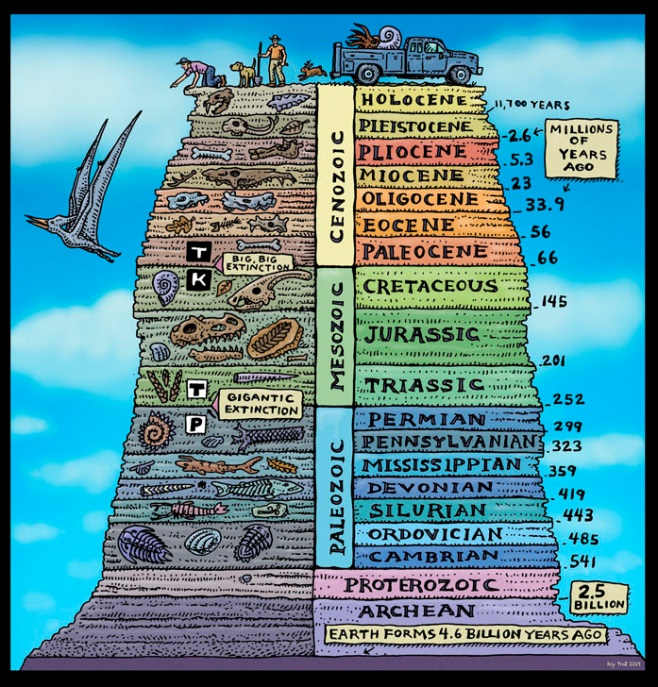 HOLOCENE
11,700 YEARS
PLEISTOCENE
2.6
MILLIONS
OF
YEARS
AGO
PLIOCENE
5.3
MIOCENE
23
OLIGOCENE
33.9
EOCENE
56
PALEOCENE
66
CENOZOIC
T
BIG, BIG
EXTINCTION
K
CRETACEOUS
145
JURASSIC
201
TRIASSIC
252
MESOZOIC
T
GIGANTIC
EXTINCTION
P
PERMIAN
299
PENNSYLVANIAN
323
MISSISSIPPIAN
359
DEVONIAN
419
SILURIAN
443
ORDOVICIAN
485
CAMBRIAN
541
PALEOZOIC
PROTEROZOIC
2.5
BILLION
ARCHEAN
EARTH FORMS 4.6 BILLION YEARS AGO